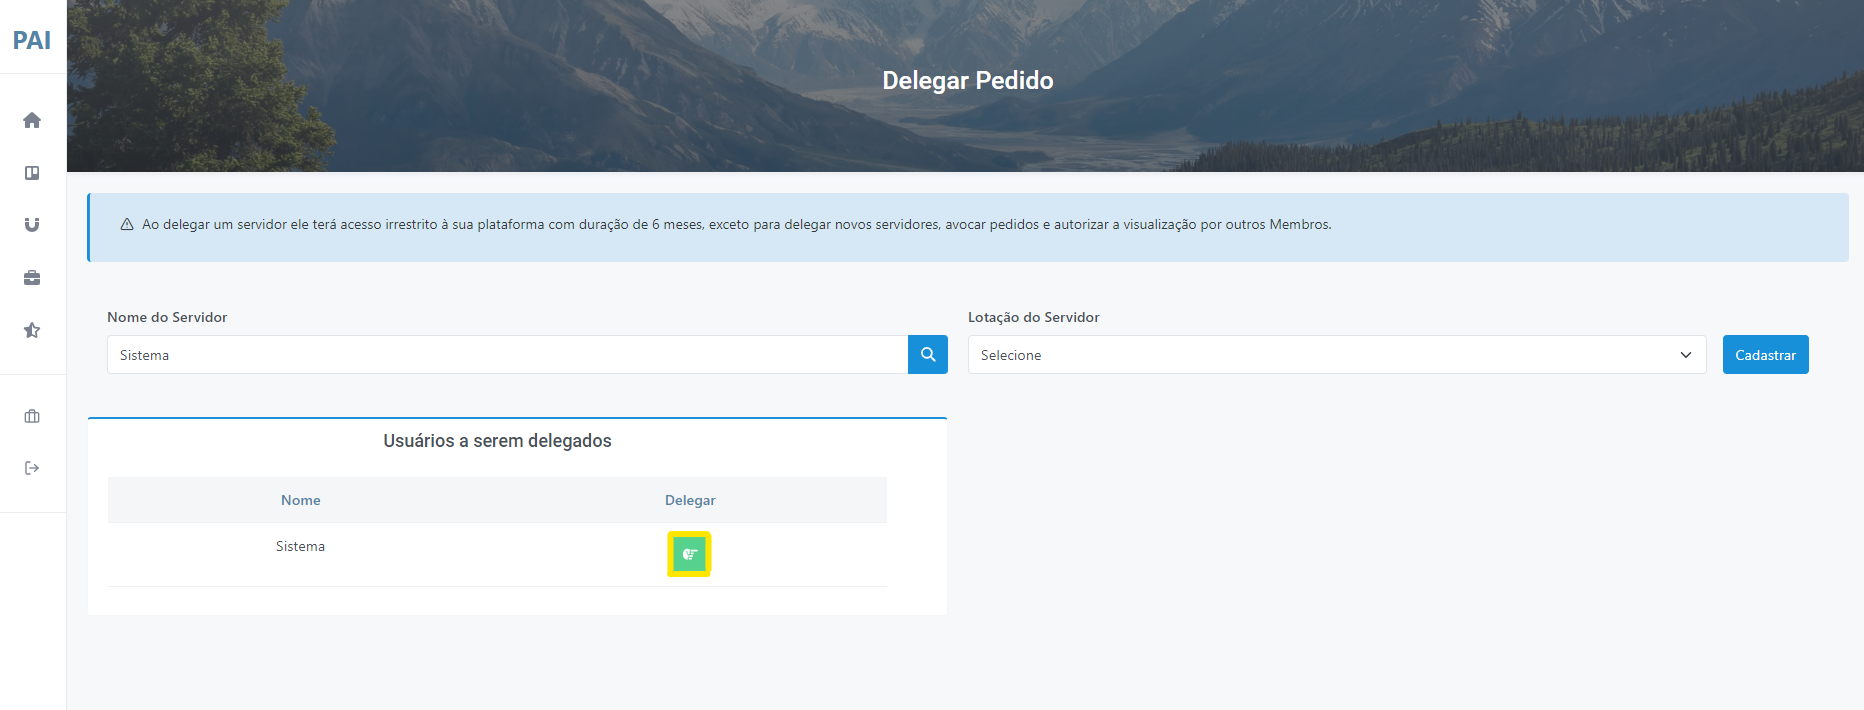 PAI
Delegar Pedido
Ao delegar um servidor ele terá acesso irrestrito à sua plataforma com duração de 6 meses, exceto para delegar novos servidores, avocar pedidos e autorizar a visualização por outros Membros.
Nome do Servidor
Lotação do Servidor
Sistema
Selecione
Cadastrar
Usuários a serem delegados
Nome Delegar
Sistema